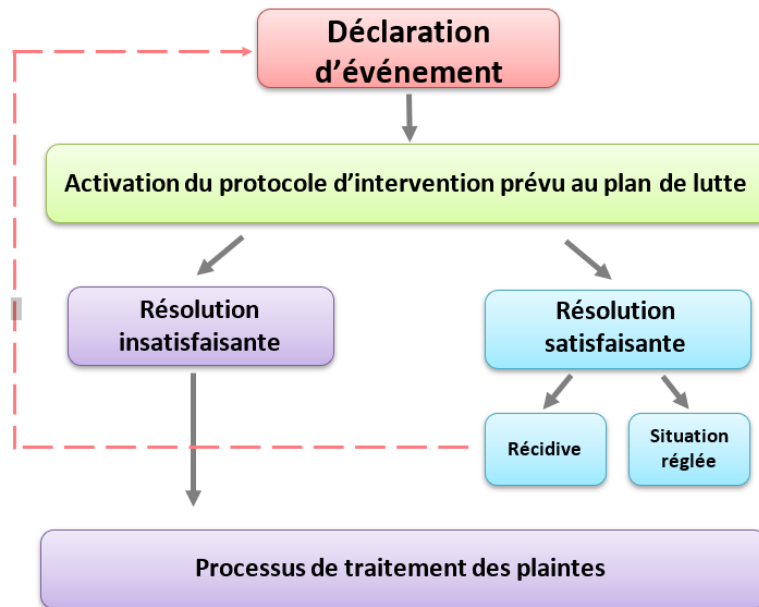 Déclaration
d’événement
Activation du protocole d’intervention prévu au plan de lutte
Résolution
insatisfaisante
Résolution
satisfaisante
Récidive
Situation
réglée
Processus de traitement des plaintes